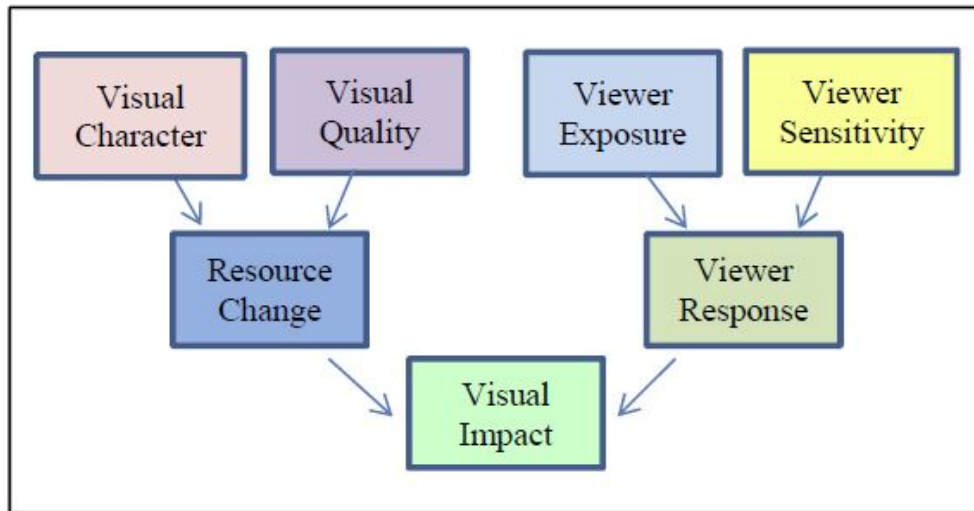 Visual
Character
Visual
Quality
Viewer
Exposure
Viewer
Sensitivity
Resource
Change
Viewer
Response
Visual
Impact